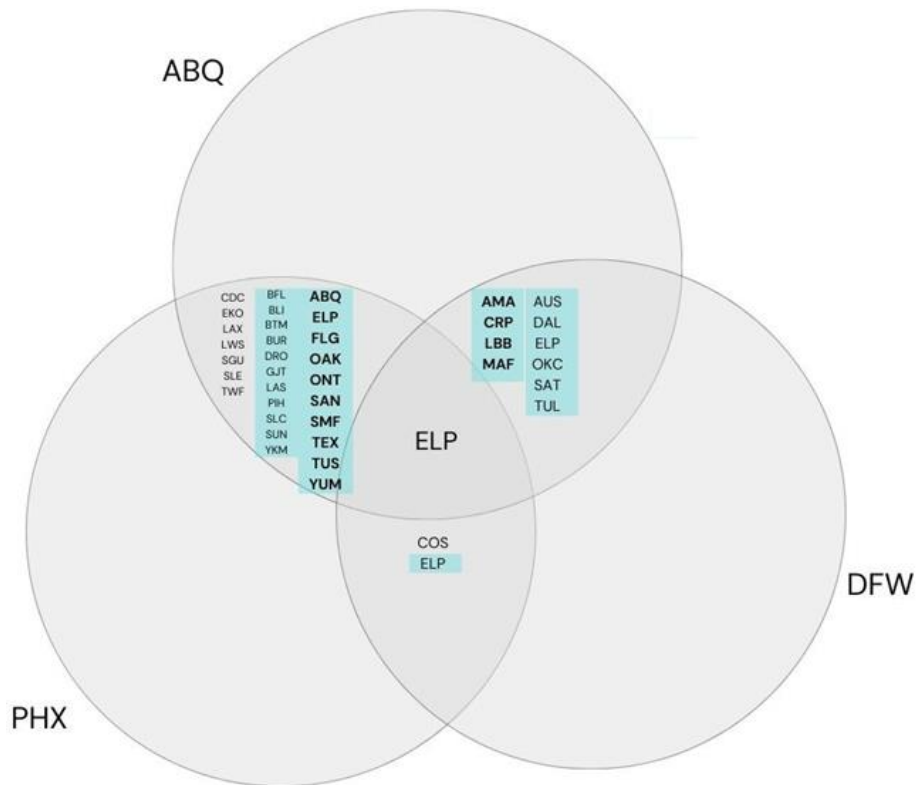 ABQ
CDC
EKO
LAX
LWS
SGU
SLE
TWF
BFL
BLI
BTM
BUR
DRO
GJT
LAS
PIH
SLC
SUN
YKM
ABQ
ELP
FLG
OAK
ONT
SAN
SMF
TEX
TUS
YUM
AMA
CRP
LBB
MAF
AUS
DAL
ELP
OKC
SAT
TUL
ELP
COS
ELP
DFW
PHX